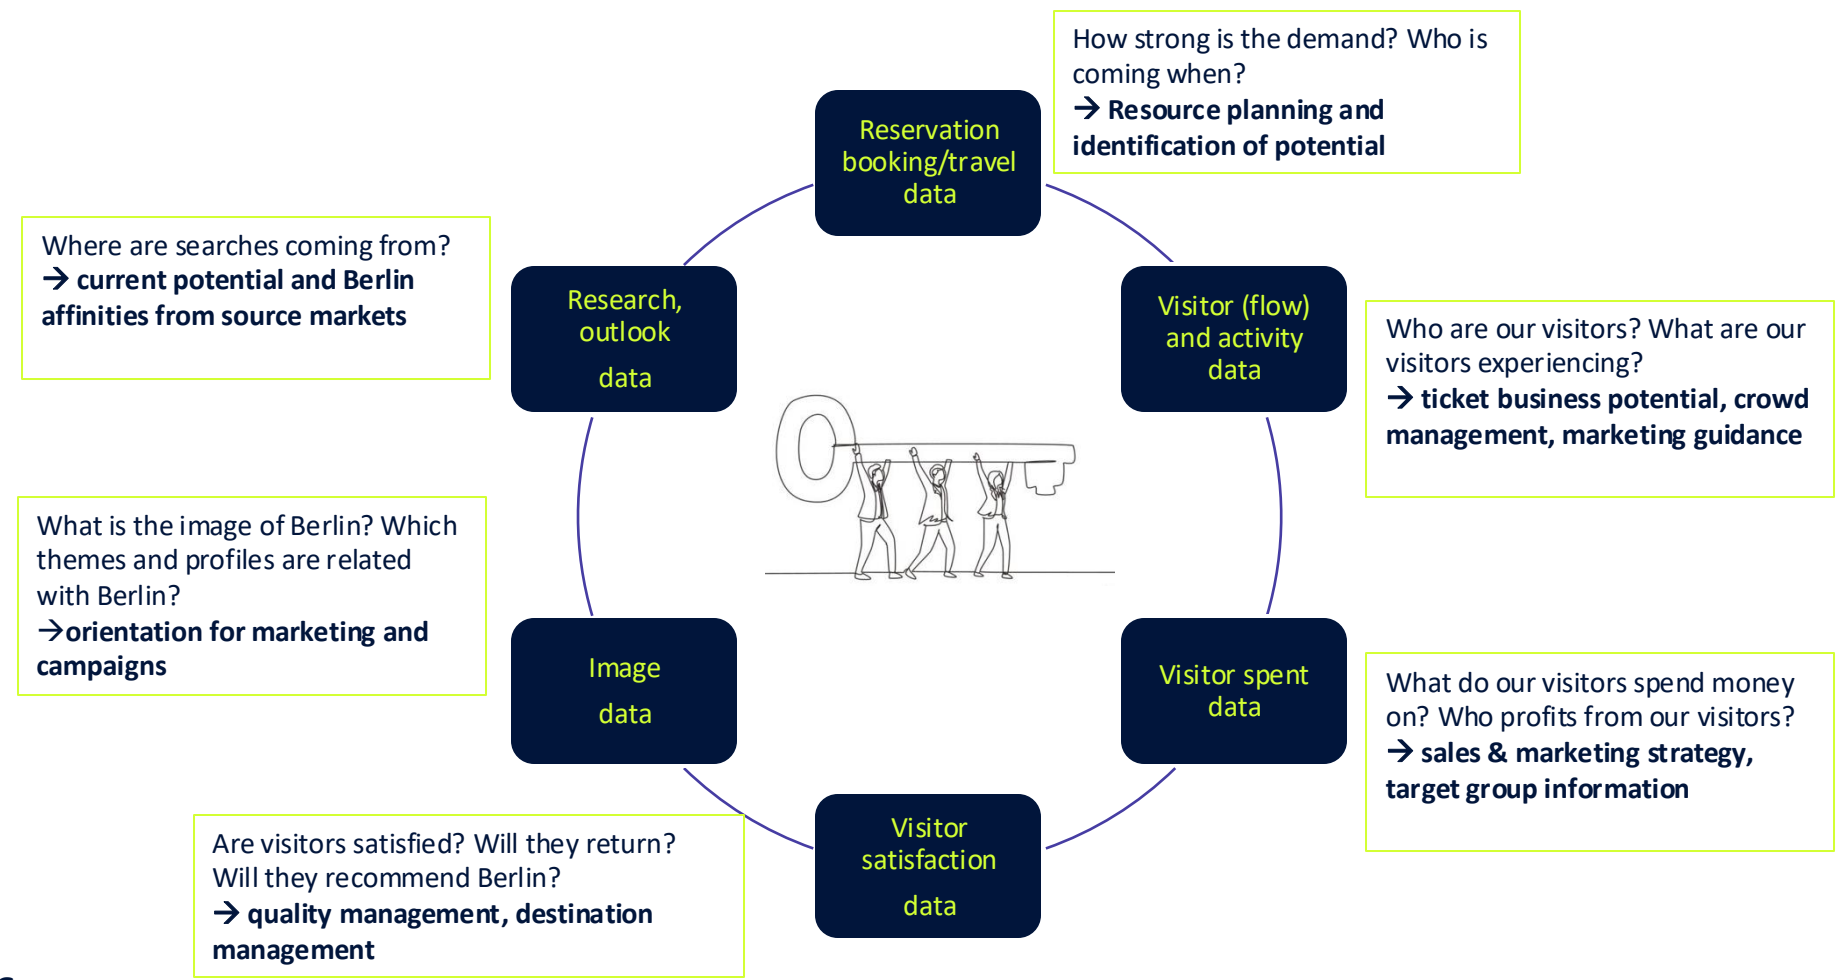 How strong is the demand? Who is
coming when?
→ Resource planning and
identification of potential
Reservation
booking/travel
data
Where are searches coming from?
→ current potential and Berlin
affinities from source markets
Research,
outlook
data
Visitor (flow)
and activity
data
Who are our visitors? What are our
visitors experiencing?
→ ticket business potential, crowd
management, marketing guidance
What is the image of Berlin? Which
themes and profiles are related
with Berlin?
→orientation for marketing and
campaigns
Image
data
Visitor spent
data
What do our visitors spend money
on? Who profits from our visitors?
→ sales & marketing strategy,
target group information
Are visitors satisfied? Will they return?
Will they recommend Berlin?
→ quality management, destination
management
Visitor
satisfaction
data